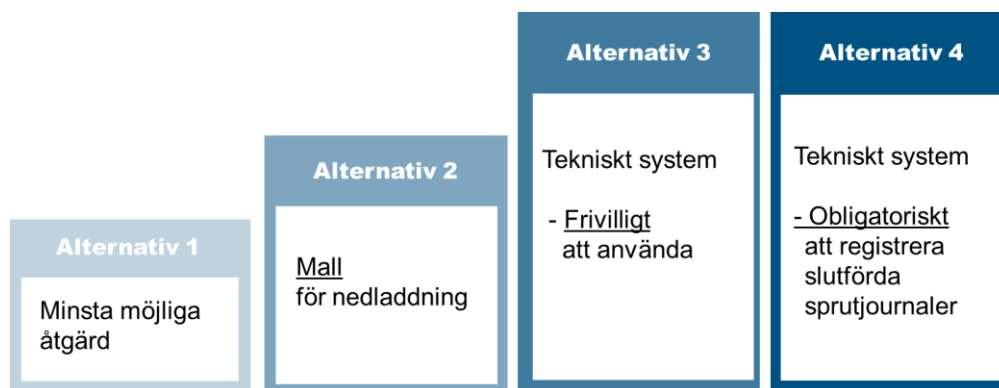 Alternativ 1
Minsta möjliga
åtgärd
Alternativ 2
Mall
för nedladdning
Alternativ 3
Tekniskt system
- Frivilligt
att använda
Alternativ 4
Tekniskt system
- Obligatoriskt
att registrera
slutförda
sprutjournaler